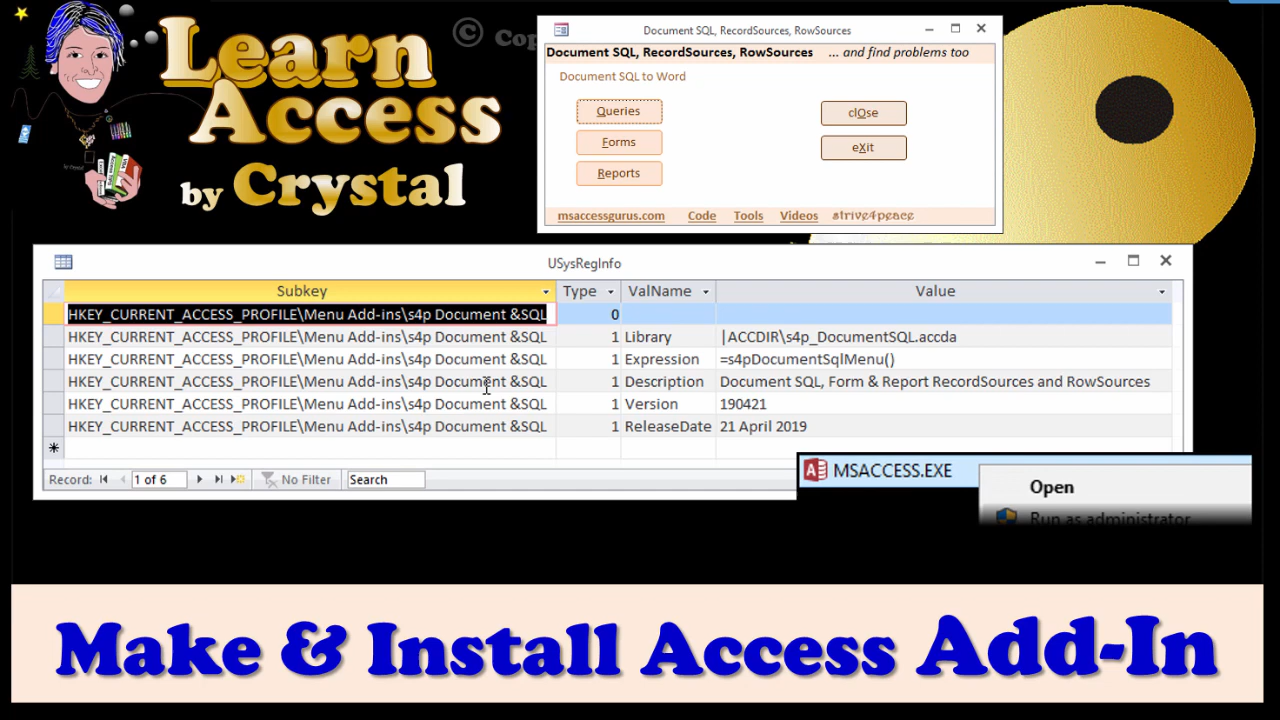 Learn
Access
by Crystal
©
Document SQL, RecordSources, RowSources
Document SQL, RecordSources, RowSources ... and find problems too
Document SQL to Word
Queries
Forms
Reports
clOse
eXit
msaccessgurus.com Code Tools Videos strive4peace
USysRegInfo
Subkey Type ValName Value
HKEY_CURRENT_ACCESS_PROFILE\Menu Add-ins\s4p Document &SQL 0
HKEY_CURRENT_ACCESS_PROFILE\Menu Add-ins\s4p Document &SQL 1 Library |ACCDIR\s4p_DocumentSQL.accda
HKEY_CURRENT_ACCESS_PROFILE\Menu Add-ins\s4p Document &SQL 1 Expression =s4pDocumentSqlMenu()
HKEY_CURRENT_ACCESS_PROFILE\Menu Add-ins\s4p Document &SQL 1 Description Document SQL, Form & Report RecordSources and RowSources
HKEY_CURRENT_ACCESS_PROFILE\Menu Add-ins\s4p Document &SQL 1 Version 190421
HKEY_CURRENT_ACCESS_PROFILE\Menu Add-ins\s4p Document &SQL 1 ReleaseDate 21 April 2019
Record: 1 of 6 No Filter Search
MSACCESS.EXE
Open
Run as administrator
Make & Install Access Add-In